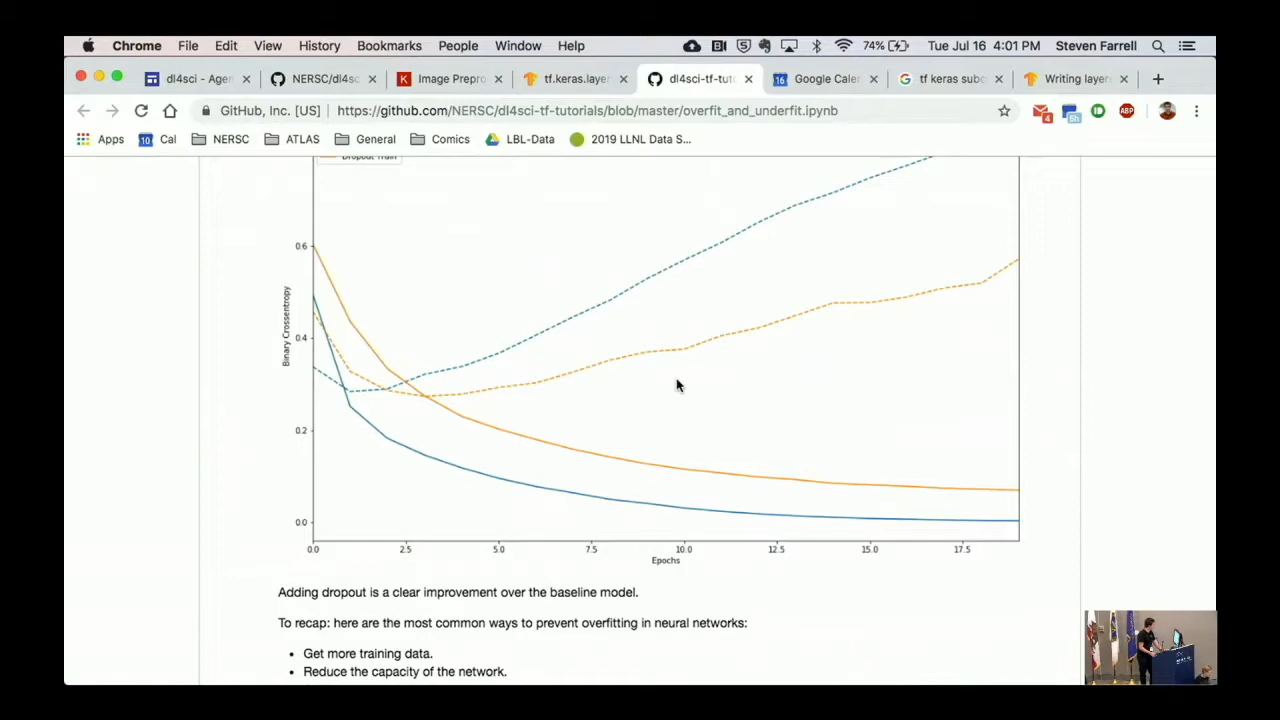 Chrome File Edit View History Bookmarks People Window Help 74% Tue Jul 16 4:01 PM Steven Farrell
dl4sci - Agen NERSC/dl4sc Image Prepro tf.keras.laye dl4sci-tf-tuto Google Caler tf keras subc Writing layer
GitHub, Inc. [US] https://github.com/NERSC/dl4sci-tf-tutorials/blob/master/overfit_and_underfit.ipynb
Apps Cal NERSC ATLAS General Comics LBL-Data 2019 LLNL Data S...
Dropout Train
0.6
0.4
0.2
0.0
Binary Crossentropy
0.0 2.5 5.0 7.5 10.0 12.5 15.0 17.5
Epochs
Adding dropout is a clear improvement over the baseline model.
To recap: here are the most common ways to prevent overfitting in neural networks:
• Get more training data.
• Reduce the capacity of the network.